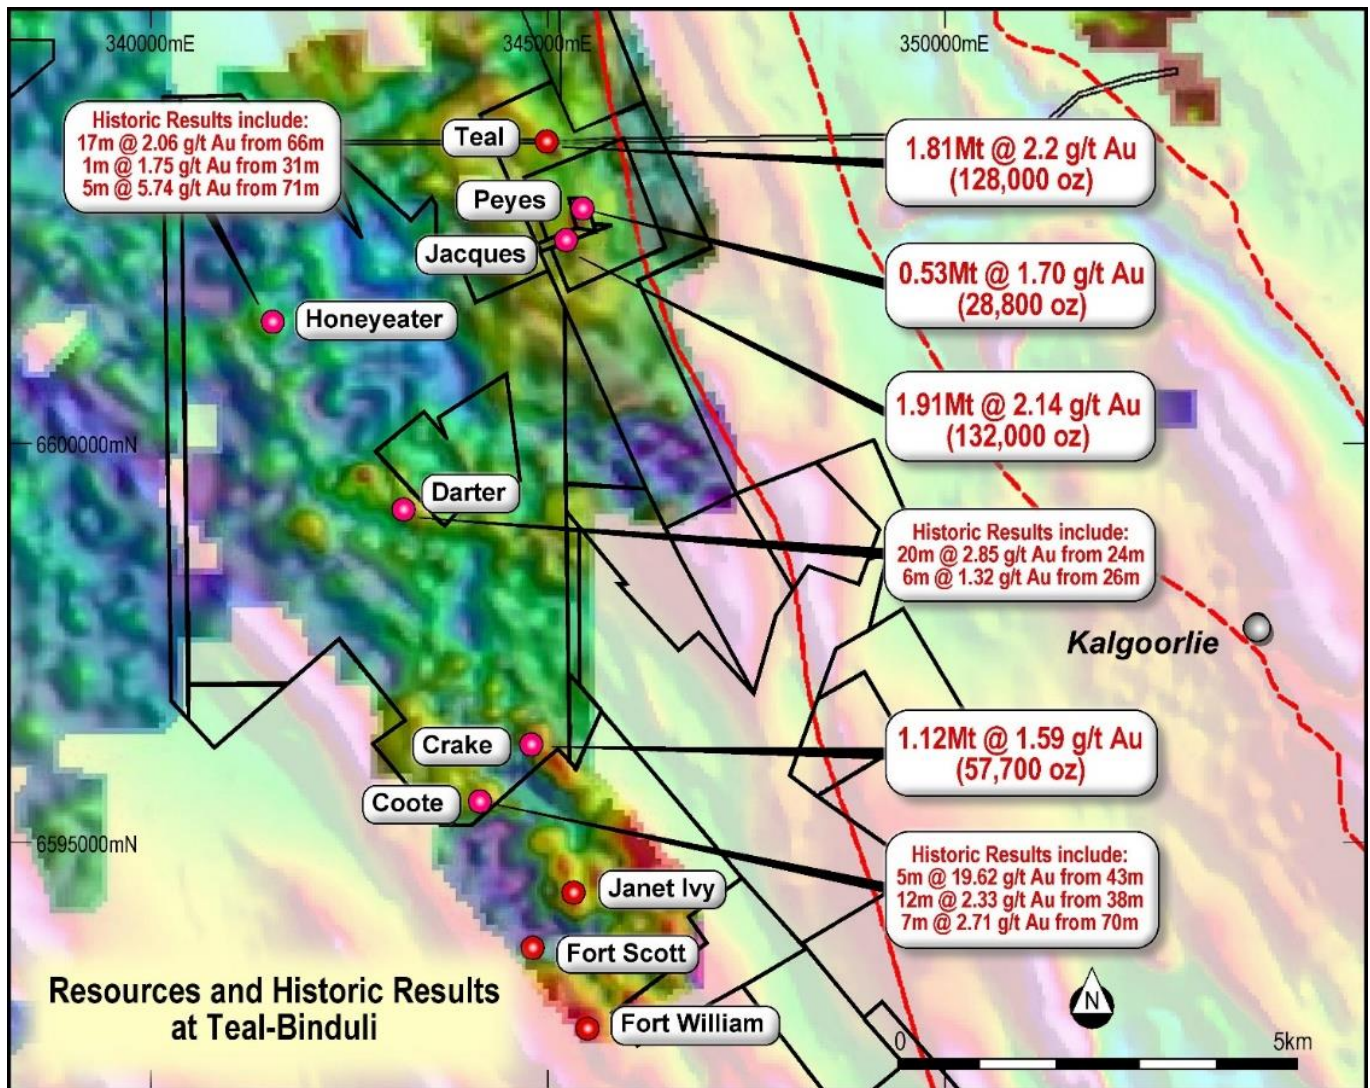 340000mE
345000mE
350000mE
Historic Results include:
17m @ 2.06 g/t Au from 66m
1m @ 1.75 g/t Au from 31m
5m @ 5.74 g/t Au from 71m
Teal
1.81Mt @ 2.2 g/t Au
(128,000 oz)
Peyes
Jacques
0.53Mt @ 1.70 g/t Au
(28,800 oz)
Honeyeater
1.91Mt @ 2.14 g/t Au
(132,000 oz)
6600000mN
Darter
Historic Results include:
20m @ 2.85 g/t Au from 24m
6m @ 1.32 g/t Au from 26m
Kalgoorlie
Crake
1.12Mt @ 1.59 g/t Au
(57,700 oz)
Coote
6595000mN
Historic Results include:
5m @ 19.62 g/t Au from 43m
12m @ 2.33 g/t Au from 38m
7m @ 2.71 g/t Au from 70m
Janet Ivy
Fort Scott
Resources and Historic Results
at Teal-Binduli
Fort William
N
0
5km